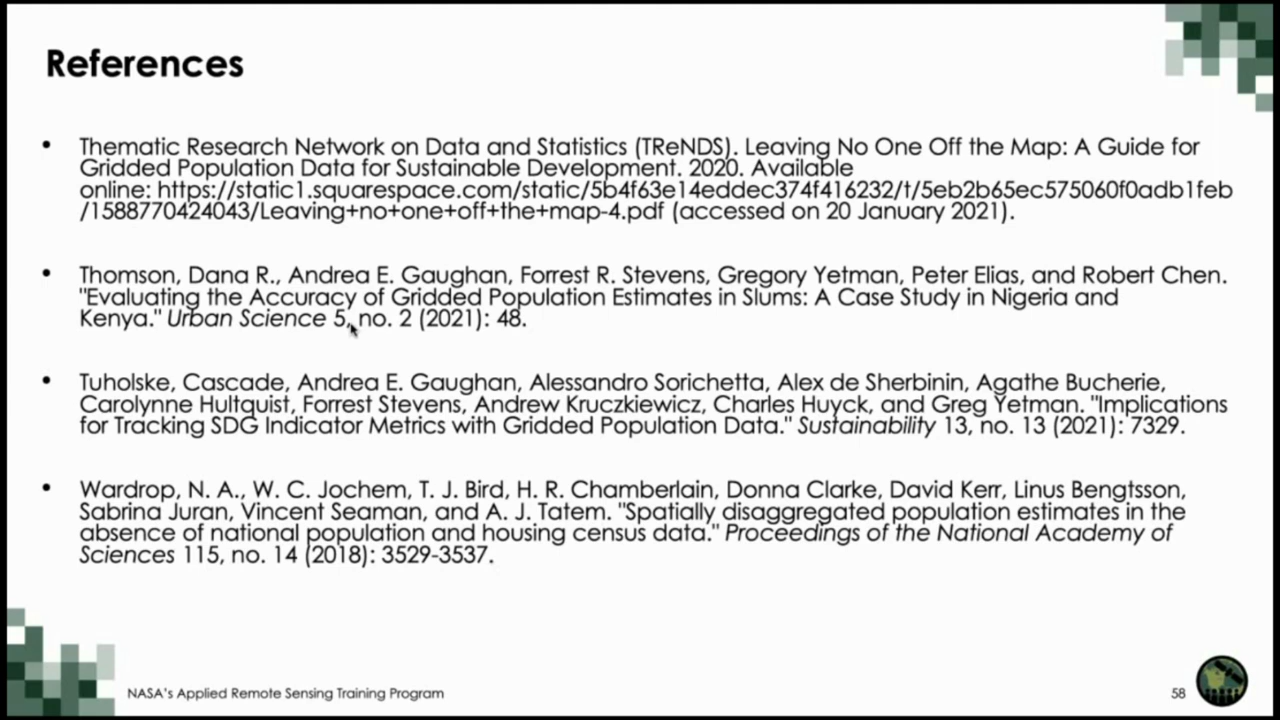 References
• Thematic Research Network on Data and Statistics (TReNDS). Leaving No One Off the Map: A Guide for
Gridded Population Data for Sustainable Development. 2020. Available
online: https://static1.squarespace.com/static/5b4f63e14eddec374f416232/t/5eb2b65ec575060f0adb1feb
/1588770424043/Leaving+no+one+off+the+map-4.pdf (accessed on 20 January 2021).
• Thomson, Dana R., Andrea E. Gaughan, Forrest R. Stevens, Gregory Yetman, Peter Elias, and Robert Chen.
"Evaluating the Accuracy of Gridded Population Estimates in Slums: A Case Study in Nigeria and
Kenya." Urban Science 5, no. 2 (2021): 48.
• Tuholske, Cascade, Andrea E. Gaughan, Alessandro Sorichetta, Alex de Sherbinin, Agathe Bucherie,
Carolynne Hultquist, Forrest Stevens, Andrew Kruczkiewicz, Charles Huyck, and Greg Yetman. "Implications
for Tracking SDG Indicator Metrics with Gridded Population Data." Sustainability 13, no. 13 (2021): 7329.
• Wardrop, N. A., W. C. Jochem, T. J. Bird, H. R. Chamberlain, Donna Clarke, David Kerr, Linus Bengtsson,
Sabrina Juran, Vincent Seaman, and A. J. Tatem. "Spatially disaggregated population estimates in the
absence of national population and housing census data." Proceedings of the National Academy of
Sciences 115, no. 14 (2018): 3529-3537.
NASA's Applied Remote Sensing Training Program
58